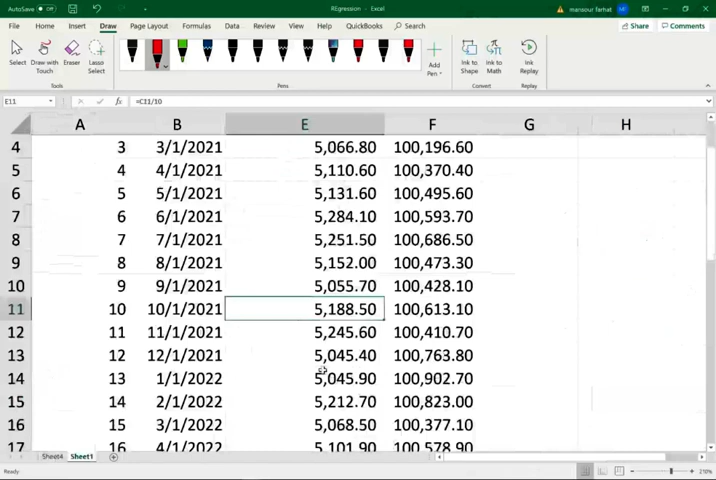 AutoSave Off REgression - Excel mansour farhat MF
File Home Insert Draw Page Layout Formulas Data Review View Help QuickBooks Search Share Comments
Select Draw with Touch Eraser Lasso Select Add Pen Ink to Shape Ink to Math Ink Replay
Tools Pens Convert Replay
E11 fx =C11/10
A B E F G H
4 3 3/1/2021 5,066.80 100,196.60
5 4 4/1/2021 5,110.60 100,370.40
6 5 5/1/2021 5,131.60 100,495.60
7 6 6/1/2021 5,284.10 100,593.70
8 7 7/1/2021 5,251.50 100,686.50
9 8 8/1/2021 5,152.00 100,473.30
10 9 9/1/2021 5,055.70 100,428.10
11 10 10/1/2021 5,188.50 100,613.10
12 11 11/1/2021 5,245.60 100,410.70
13 12 12/1/2021 5,045.40 100,763.80
14 13 1/1/2022 5,045.90 100,902.70
15 14 2/1/2022 5,212.70 100,823.00
16 15 3/1/2022 5,068.50 100,377.10
17 16 4/1/2022 5,101.90 100,578.90
Sheet4 Sheet1
Ready 210%